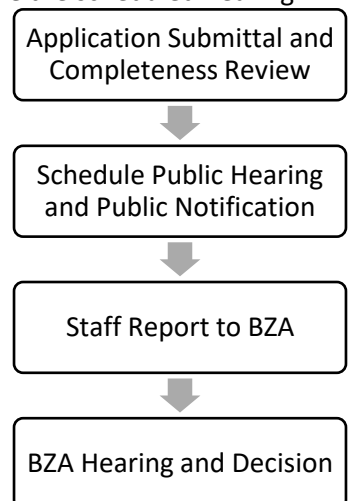 Application Submittal and
Completeness Review
Schedule Public Hearing
and Public Notification
Staff Report to BZA
BZA Hearing and Decision